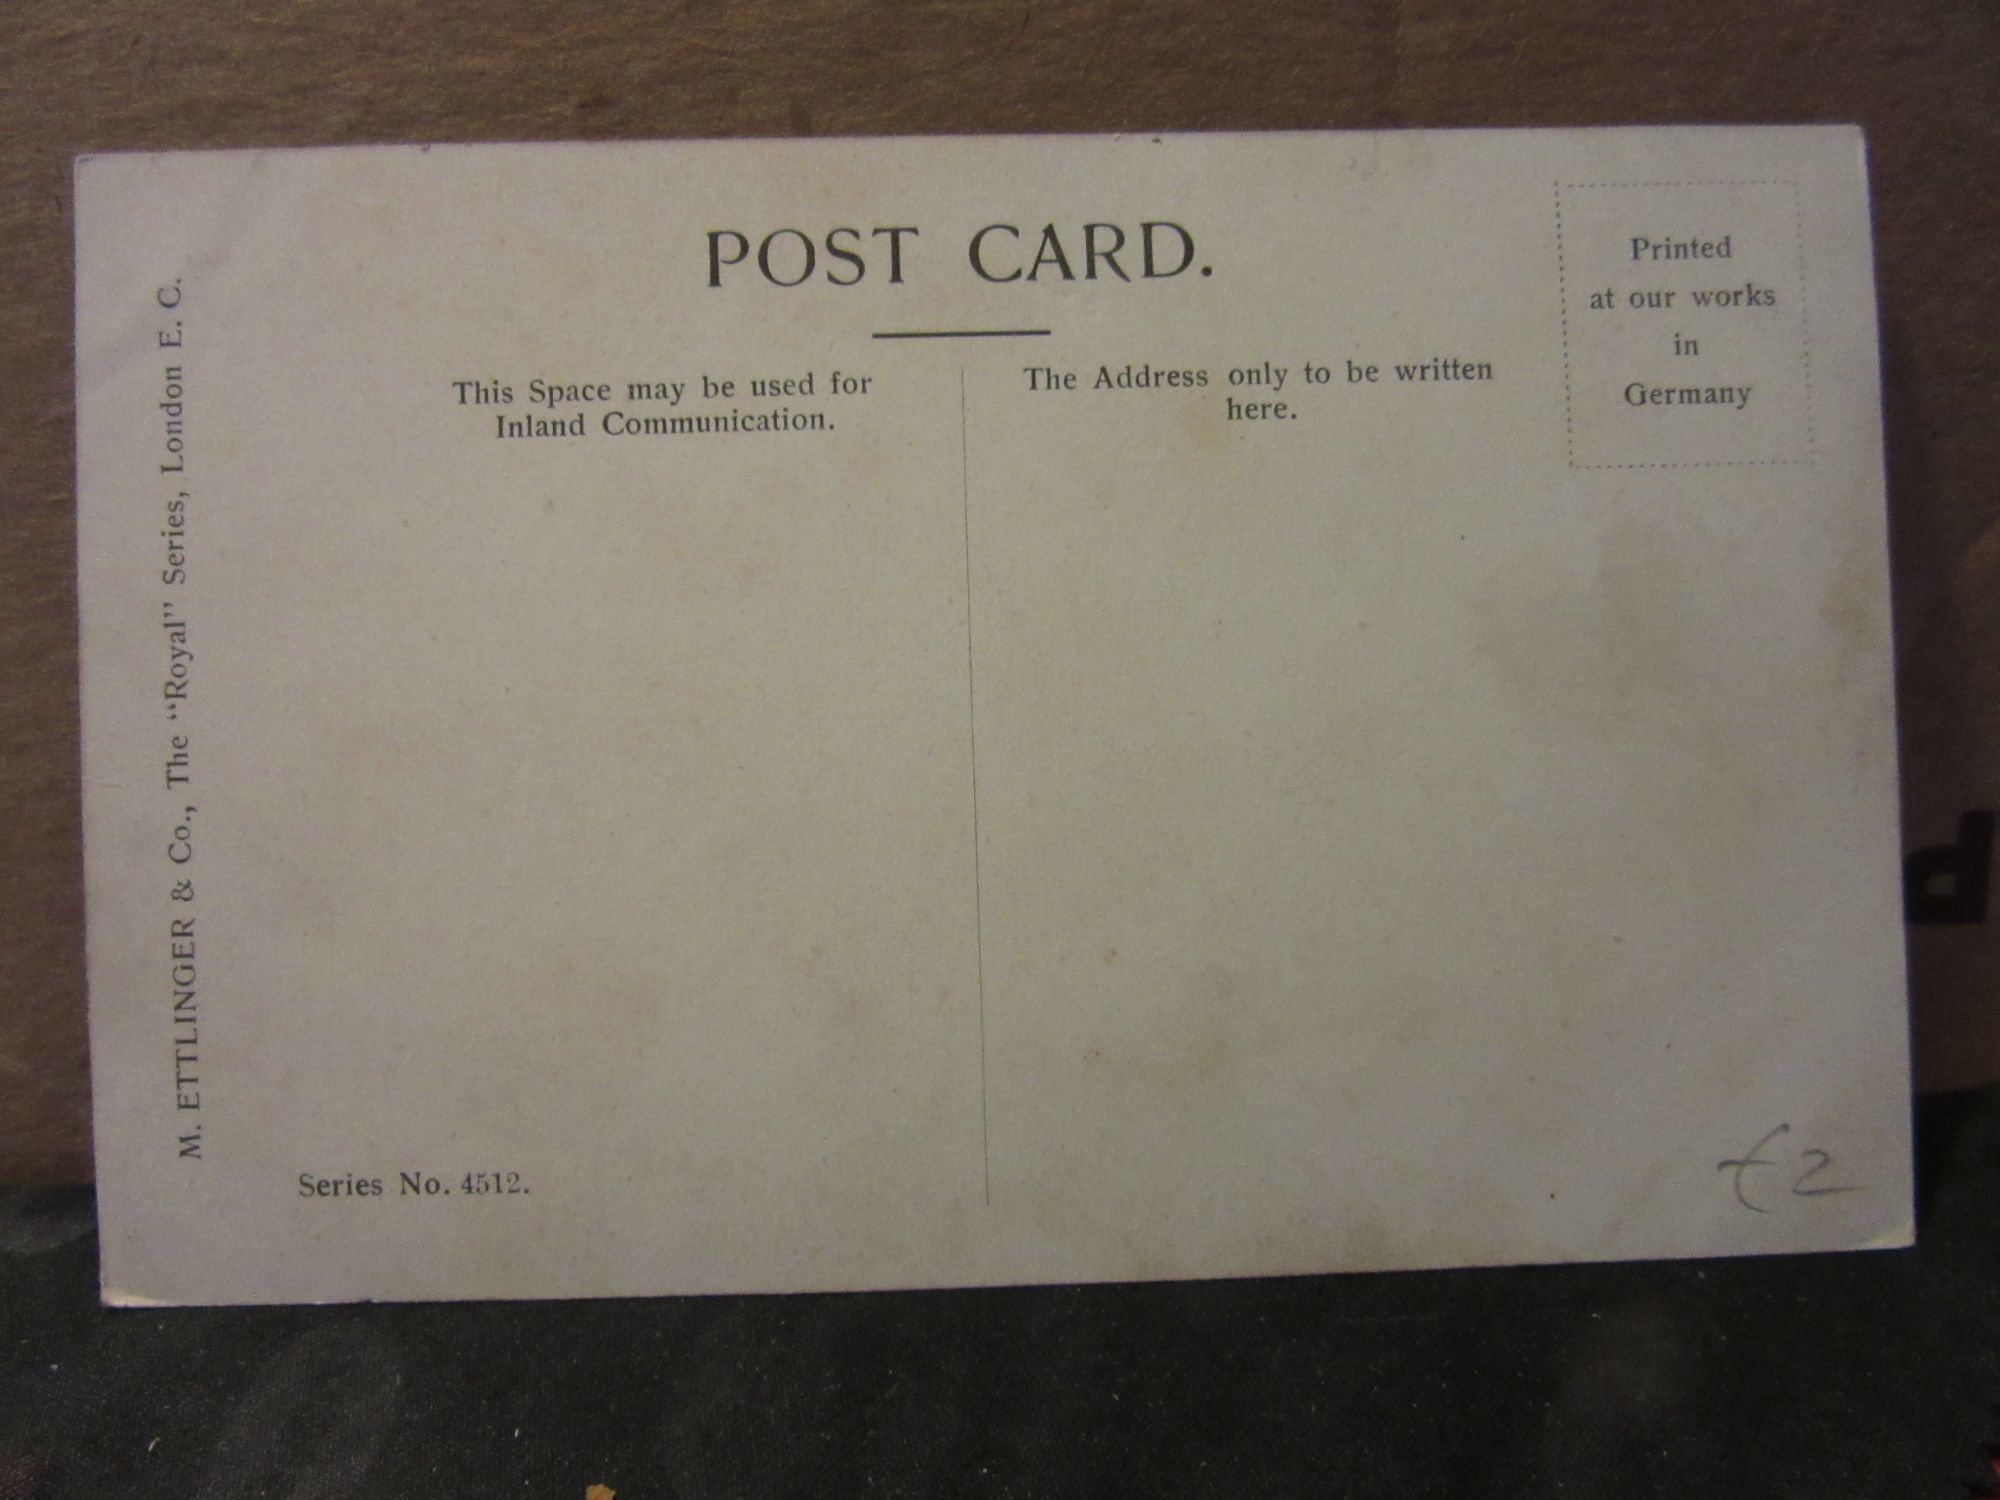 POST CARD.
Printed
at our works
in
Germany
This Space may be used for
Inland Communication.
The Address only to be written
here.
M. ETTLINGER & Co., The “Royal” Series, London E. C.
Series No. 4512.
£2
d